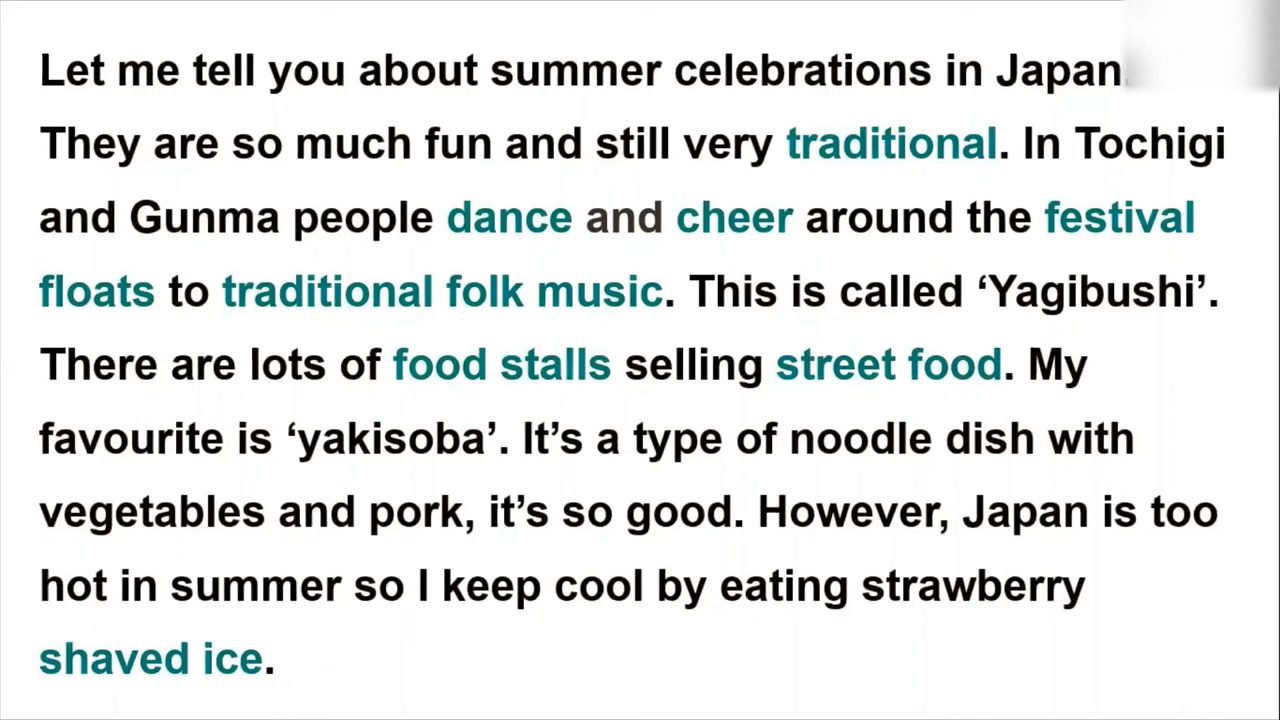 Let me tell you about summer celebrations in Japan.
They are so much fun and still very traditional. In Tochigi
and Gunma people dance and cheer around the festival
floats to traditional folk music. This is called ‘Yagibushi’.
There are lots of food stalls selling street food. My
favourite is ‘yakisoba’. It’s a type of noodle dish with
vegetables and pork, it’s so good. However, Japan is too
hot in summer so I keep cool by eating strawberry
shaved ice.